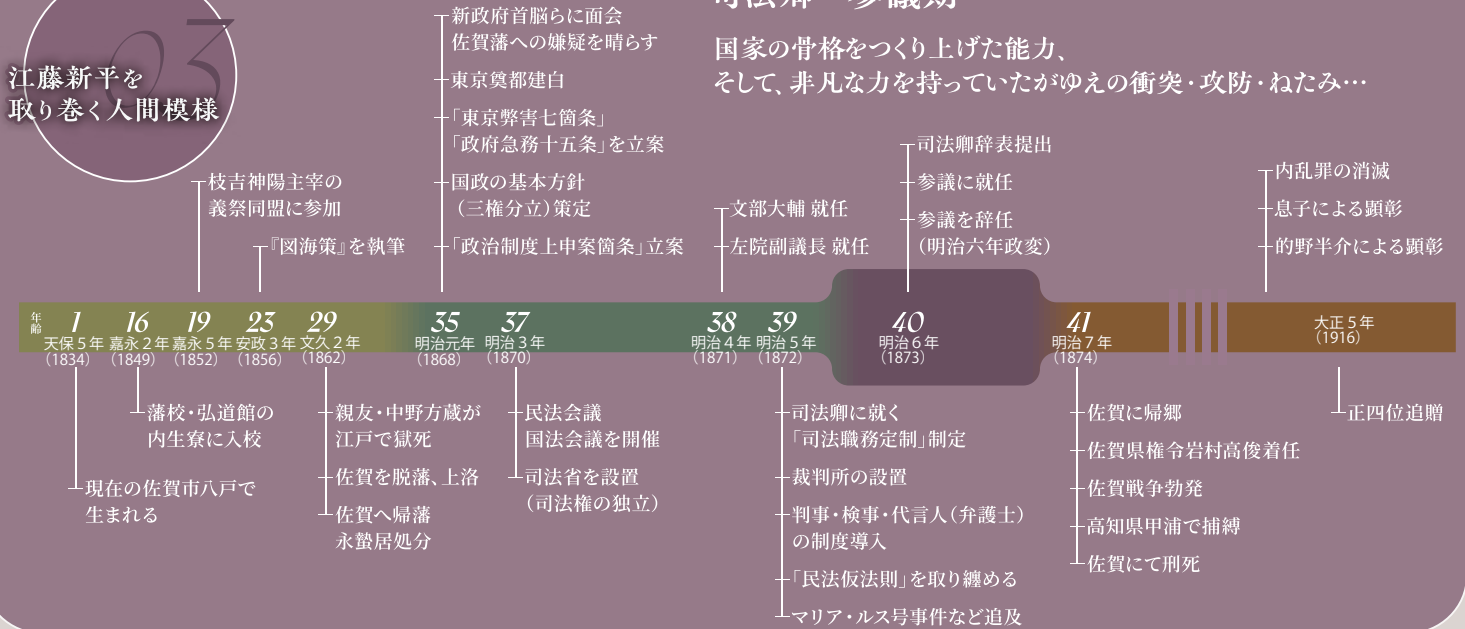 03
江藤新平を
取り巻く人間模様
国家の骨格をつくり上げた能力、
そして、非凡な力を持っていたがゆえの衝突・攻防・ねたみ…
枝吉神陽主宰の
義祭同盟に参加
『図海策』を執筆
新政府首脳らに面会
佐賀藩への嫌疑を晴らす
東京奠都建白
「東京弊害七箇条」
「政府急務十五条」を立案
国政の基本方針
（三権分立）策定
「政治制度上申案箇条」立案
文部大輔 就任
左院副議長 就任
司法卿辞表提出
参議に就任
参議を辞任
（明治六年政変）
内乱罪の消滅
息子による顕彰
的野半介による顕彰
年齢
1
天保５年
（1834）
16
嘉永２年
（1849）
19
嘉永５年
（1852）
23
安政３年
（1856）
29
文久２年
（1862）
35
明治元年
（1868）
37
明治３年
（1870）
38
明治４年
（1871）
39
明治５年
（1872）
40
明治６年
（1873）
41
明治７年
（1874）
大正５年
（1916）
現在の佐賀市八戸で
生まれる
藩校・弘道館の
内生寮に入校
親友・中野方蔵が
江戸で獄死
佐賀を脱藩、上洛
佐賀へ帰藩
永蟄居処分
民法会議
国法会議を開催
司法省を設置
（司法権の独立）
司法卿に就く
「司法職務定制」制定
裁判所の設置
判事・検事・代言人（弁護士）
の制度導入
「民法仮法則」を取り纏める
マリア・ルス号事件など追及
佐賀に帰郷
佐賀県権令岩村高俊着任
佐賀戦争勃発
高知県甲浦で捕縛
佐賀にて刑死
正四位追贈